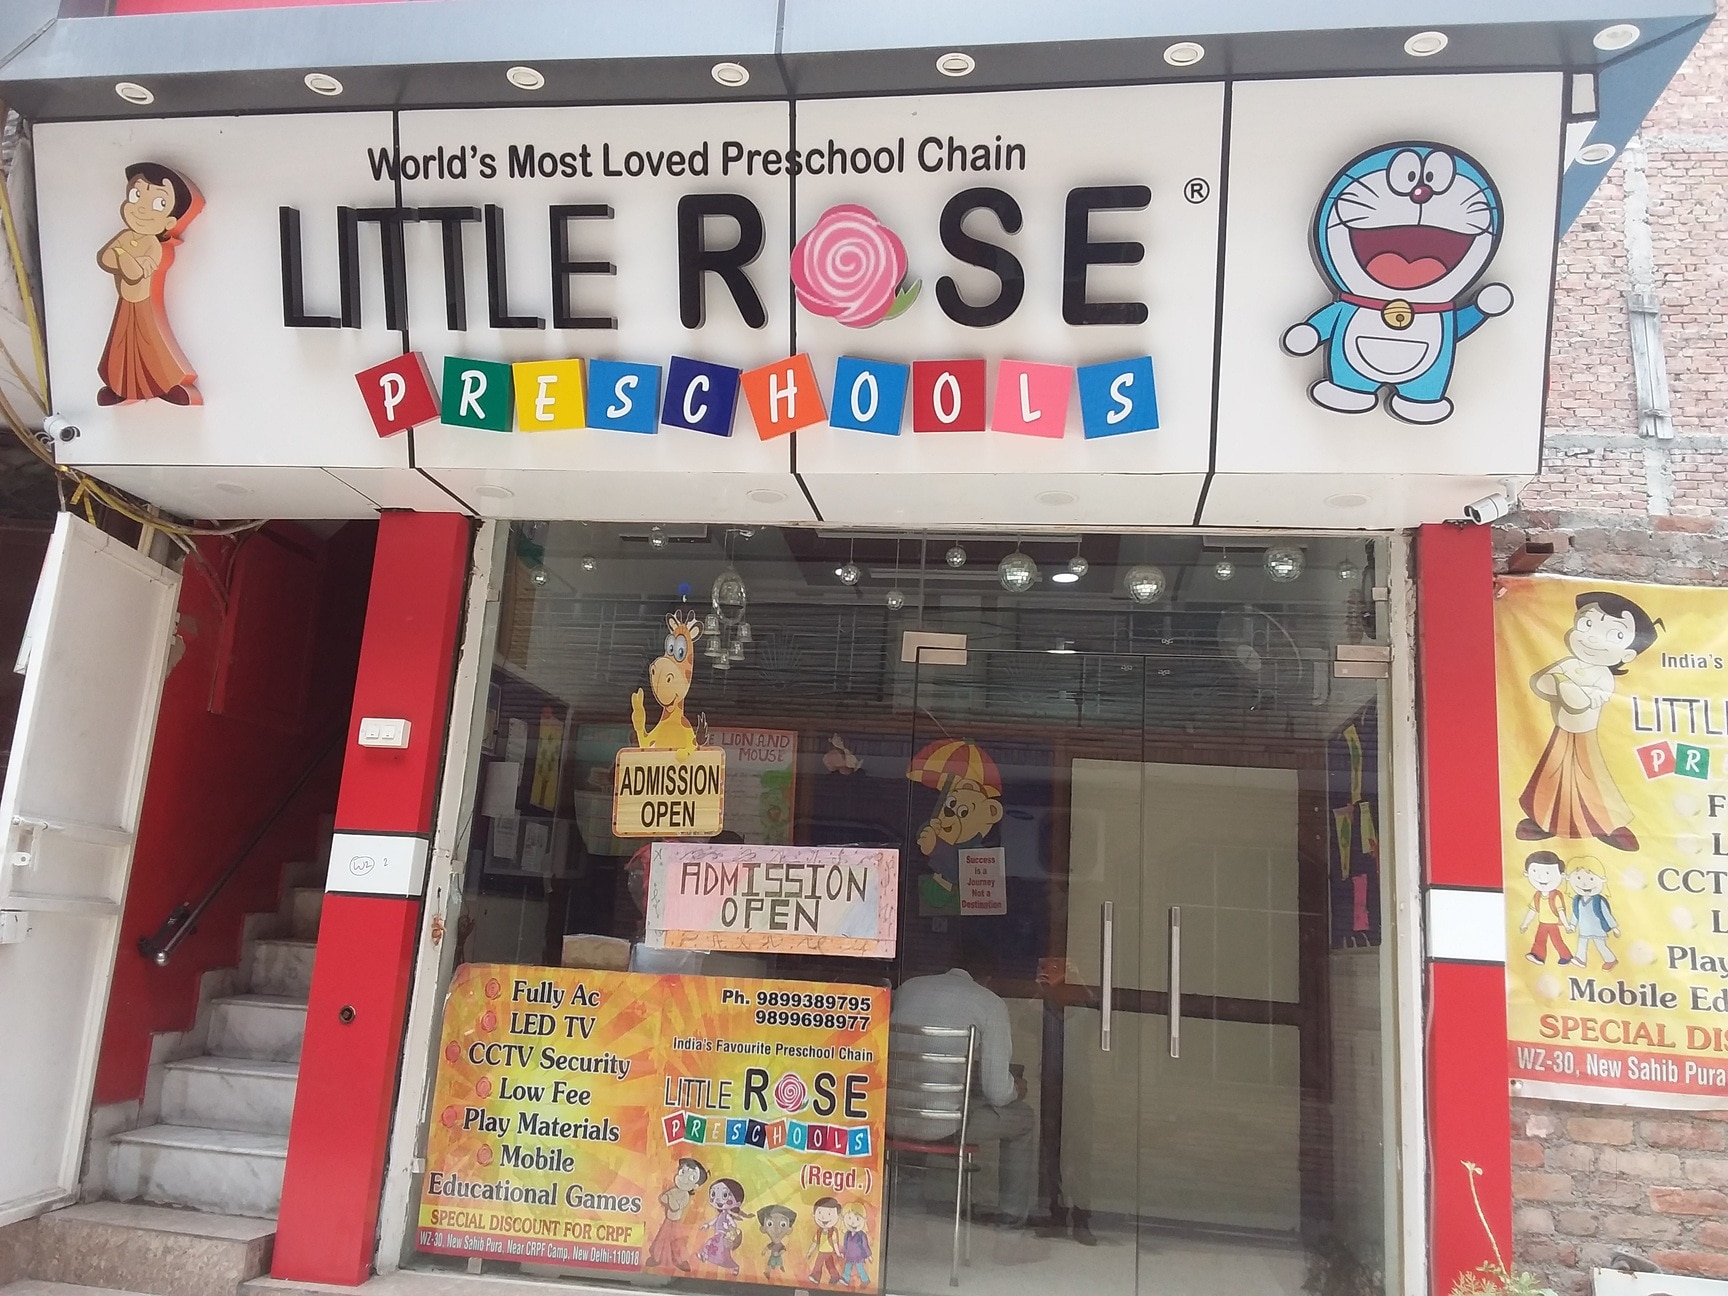 World's Most Loved Preschool Chain
LITTLE ROSE ®
PRESCHOOLS
LION AND
MOUSE
ADMISSION
OPEN
ADMISSION
OPEN
Success
is a
Journey
Not a
Destination
W2 2
Fully Ac
LED TV
CCTV Security
Low Fee
Play Materials
Mobile
Educational Games
SPECIAL DISCOUNT FOR CRPF
WZ-30, New Sahib Pura, Near CRPF Camp, New Delhi-110018
Ph. 9899389795
9899698977
India's Favourite Preschool Chain
LITTLE ROSE
PRESCHOOLS
(Regd.)
India's
LITTL
PR
F
L
CCT
L
Play
Mobile Ed
SPECIAL DIS
WZ-30, New Sahib Pura